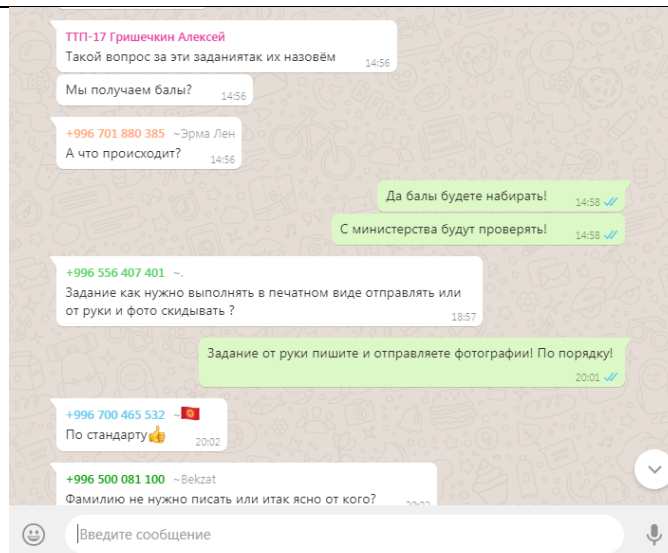 ТТП-17 Гришечкин Алексей
Такой вопрос за эти заданиятак их назовём
14:56
Мы получаем балы?
14:56
+996 701 880 385 ~Эрма Лен
А что происходит?
14:56
Да балы будете набирать!
14:58
С министерства будут проверять!
14:58
+996 556 407 401 ~.
Задание как нужно выполнять в печатном виде отправлять или
от руки и фото скидывать ?
18:57
Задание от руки пишите и отправляете фотографии! По порядку!
20:01
+996 700 465 532 ~🇰🇬
По стандарту👍
20:02
+996 500 081 100 ~Bekzat
Фамилию не нужно писать или итак ясно от кого?
20:02
Введите сообщение